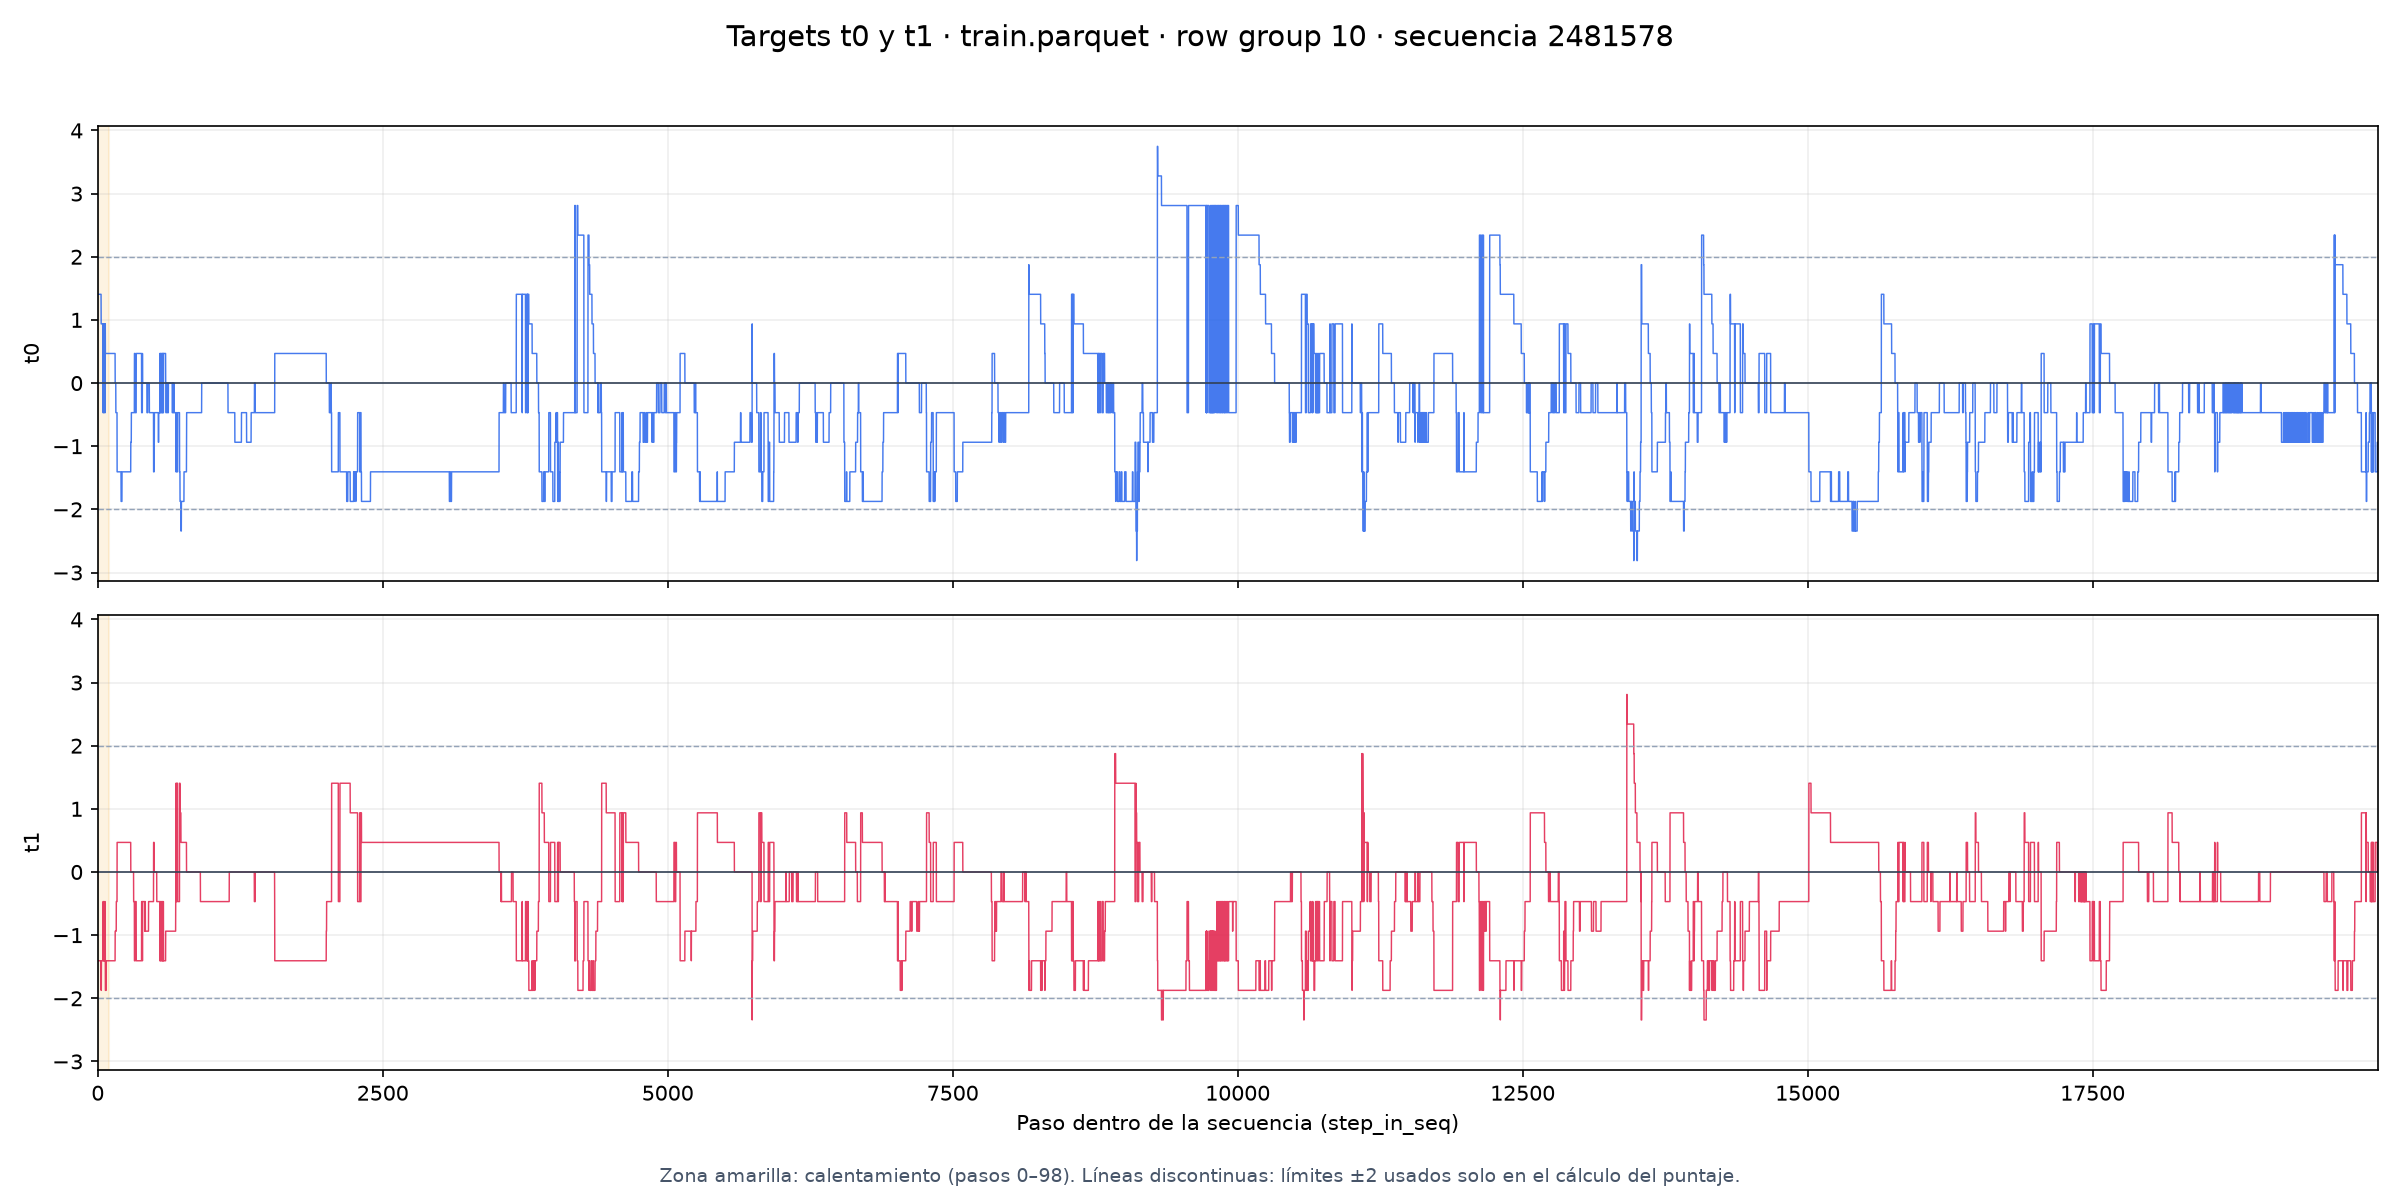 Targets t0 y t1 · train.parquet · row group 10 · secuencia 2481578
4
3
2
1
0
−1
−2
−3
t0
4
3
2
1
0
−1
−2
−3
t1
0 2500 5000 7500 10000 12500 15000 17500
Paso dentro de la secuencia (step_in_seq)
Zona amarilla: calentamiento (pasos 0–98). Líneas discontinuas: límites ±2 usados solo en el cálculo del puntaje.